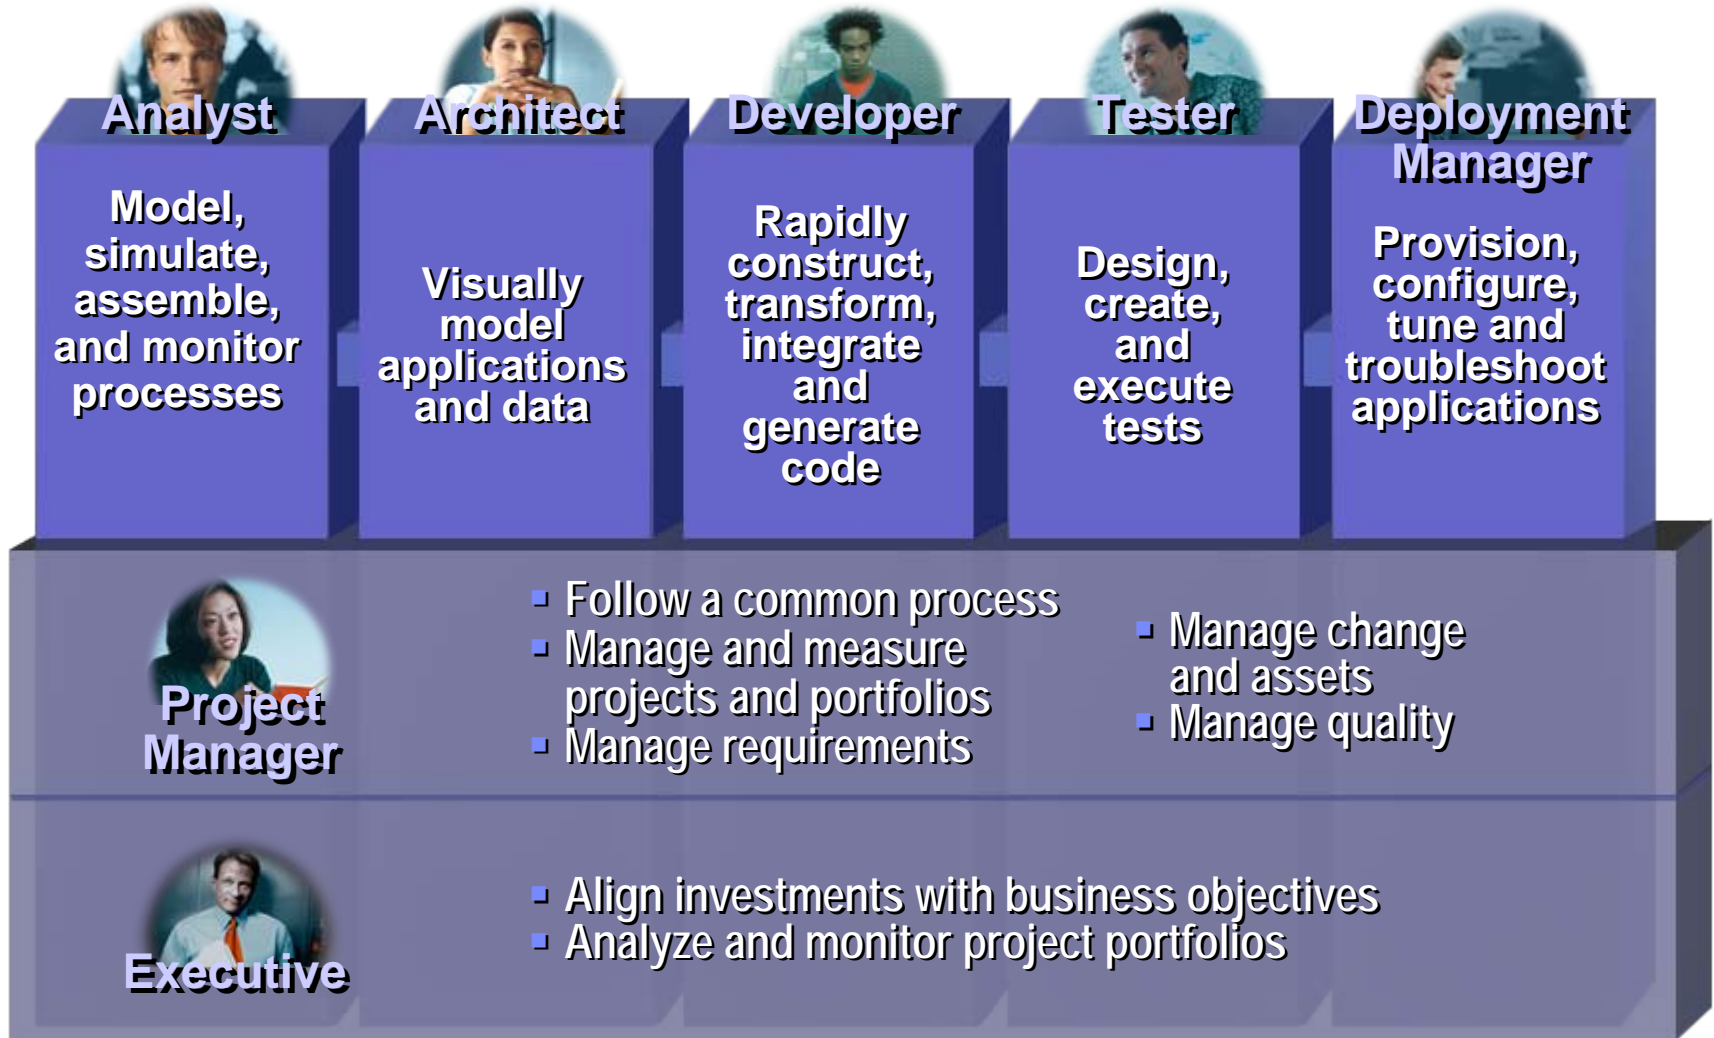 Analyst
Model,
simulate,
assemble,
and monitor
processes
Architect
Visually
model
applications
and data
Developer
Rapidly
construct,
transform,
integrate
and
generate
code
Tester
Design,
create,
and
execute
tests
Deployment
Manager
Provision,
configure,
tune and
troubleshoot
applications
Project
Manager
▪ Follow a common process
▪ Manage and measure
projects and portfolios
▪ Manage requirements
▪ Manage change
and assets
▪ Manage quality
Executive
▪ Align investments with business objectives
▪ Analyze and monitor project portfolios